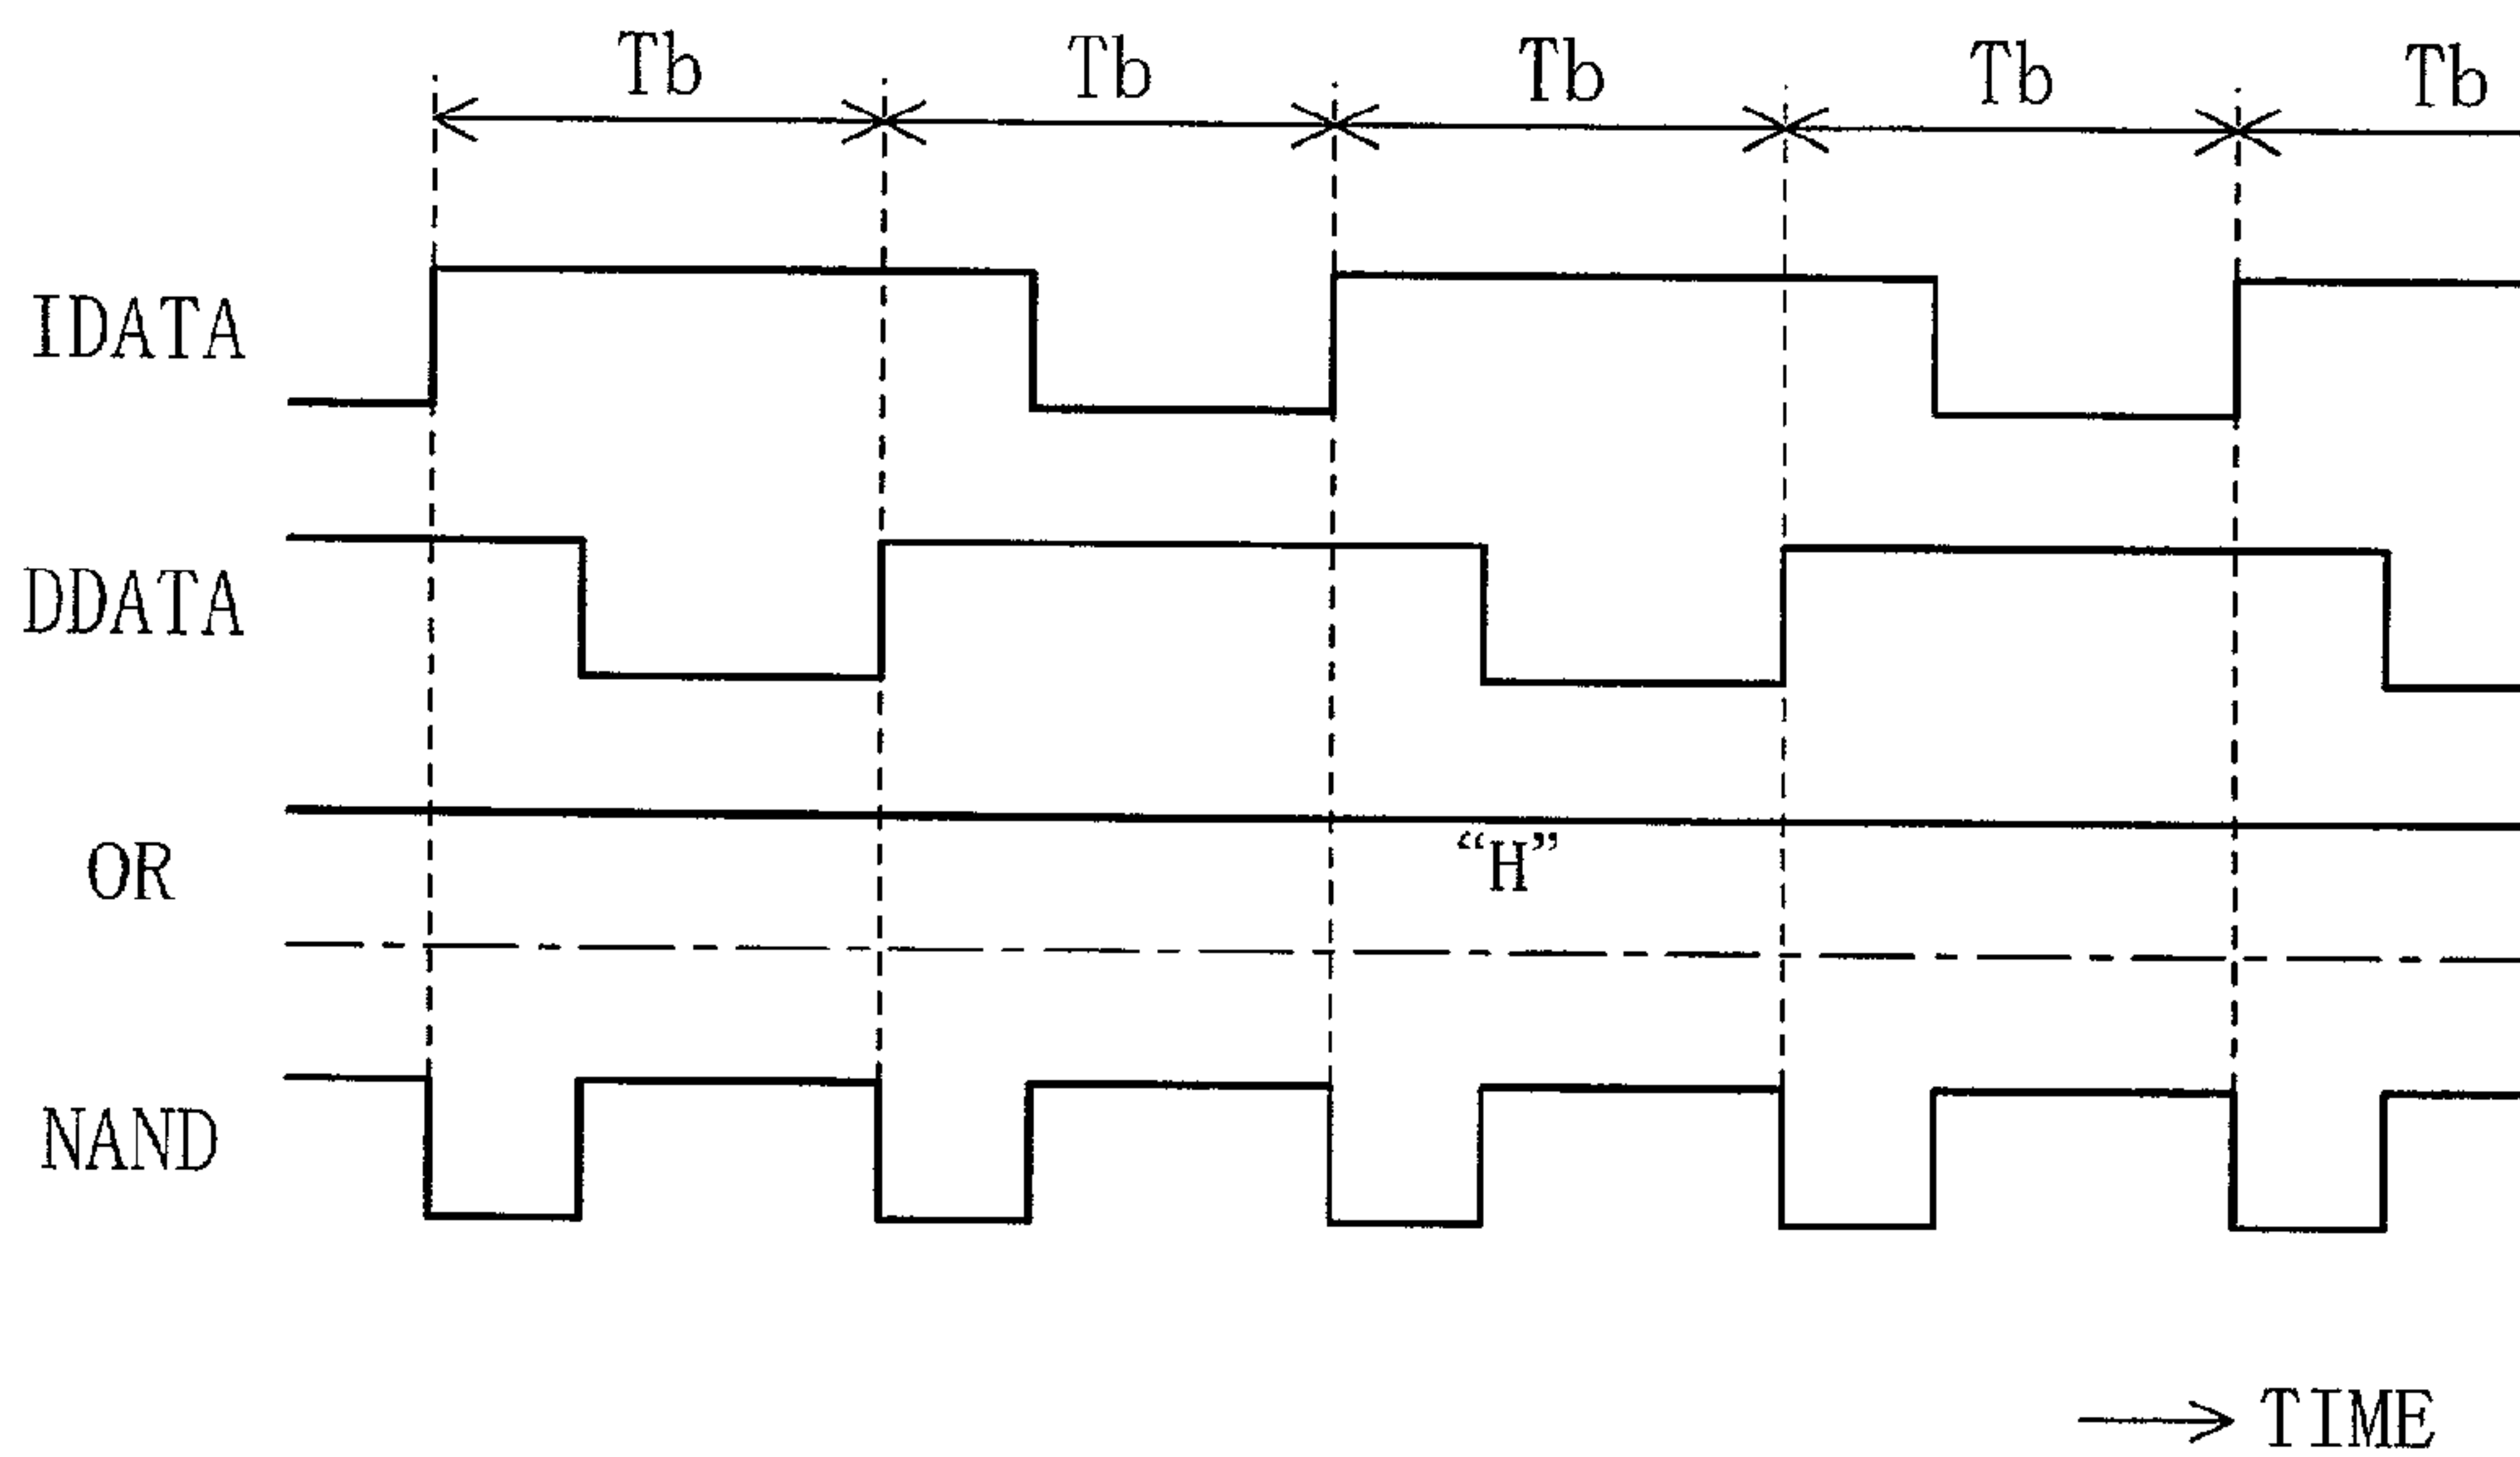 Tb Tb Tb Tb Tb
IDATA
DDATA
OR
“H”
NAND
TIME